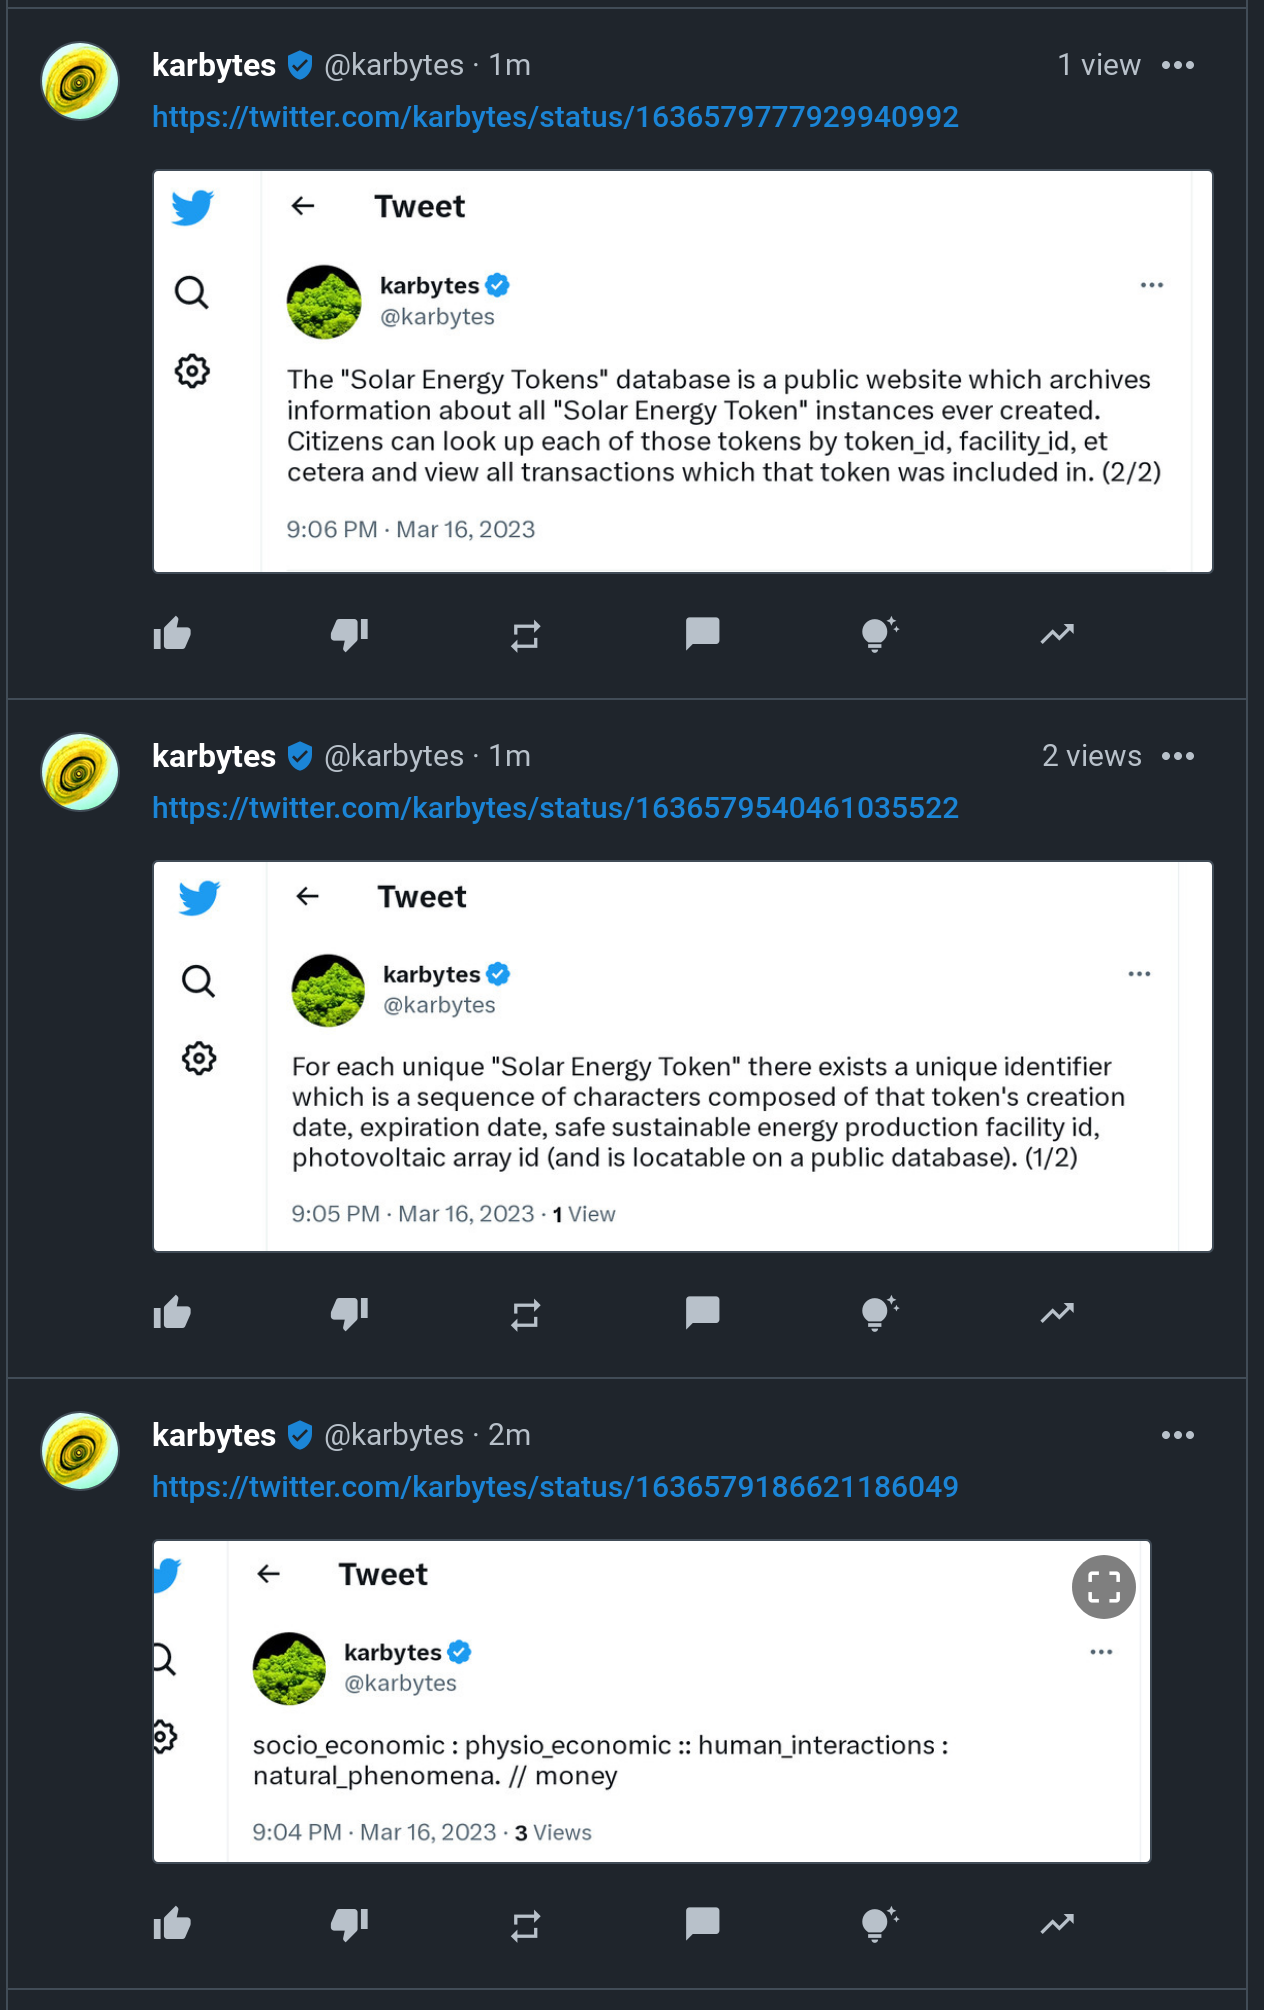 karbytes @karbytes · 1m 1 view •••
https://twitter.com/karbytes/status/1636579777929940992
← Tweet
karbytes ···
@karbytes
The "Solar Energy Tokens" database is a public website which archives
information about all "Solar Energy Token" instances ever created.
Citizens can look up each of those tokens by token_id, facility_id, et
cetera and view all transactions which that token was included in. (2/2)
9:06 PM · Mar 16, 2023
karbytes @karbytes · 1m 2 views •••
https://twitter.com/karbytes/status/1636579540461035522
← Tweet
karbytes ···
@karbytes
For each unique "Solar Energy Token" there exists a unique identifier
which is a sequence of characters composed of that token's creation
date, expiration date, safe sustainable energy production facility id,
photovoltaic array id (and is locatable on a public database). (1/2)
9:05 PM · Mar 16, 2023 · 1 View
karbytes @karbytes · 2m •••
https://twitter.com/karbytes/status/1636579186621186049
← Tweet
karbytes ···
@karbytes
socio_economic : physio_economic :: human_interactions :
natural_phenomena. // money
9:04 PM · Mar 16, 2023 · 3 Views